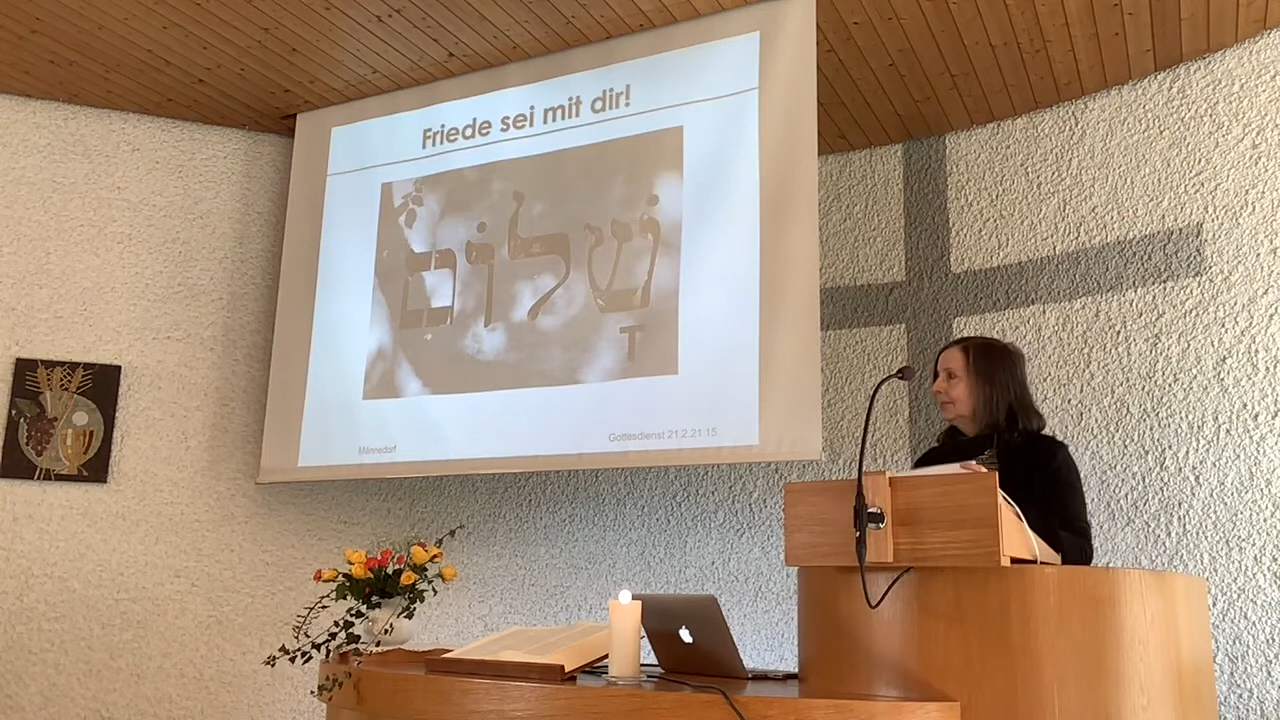 Friede sei mit dir!
שׁלוֹם
Männedorf
Gottesdienst 21.2.21 15